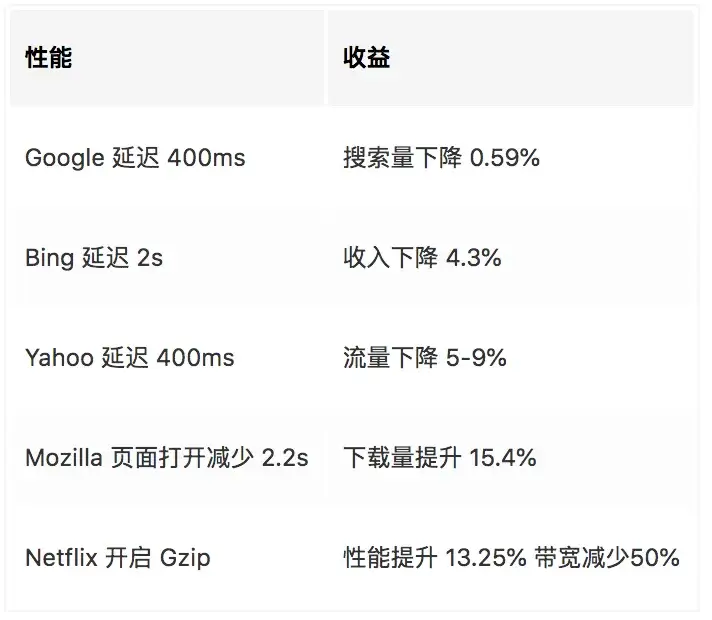 性能 收益
Google 延迟 400ms 搜索量下降 0.59%
Bing 延迟 2s 收入下降 4.3%
Yahoo 延迟 400ms 流量下降 5-9%
Mozilla 页面打开减少 2.2s 下载量提升 15.4%
Netflix 开启 Gzip 性能提升 13.25% 带宽减少50%